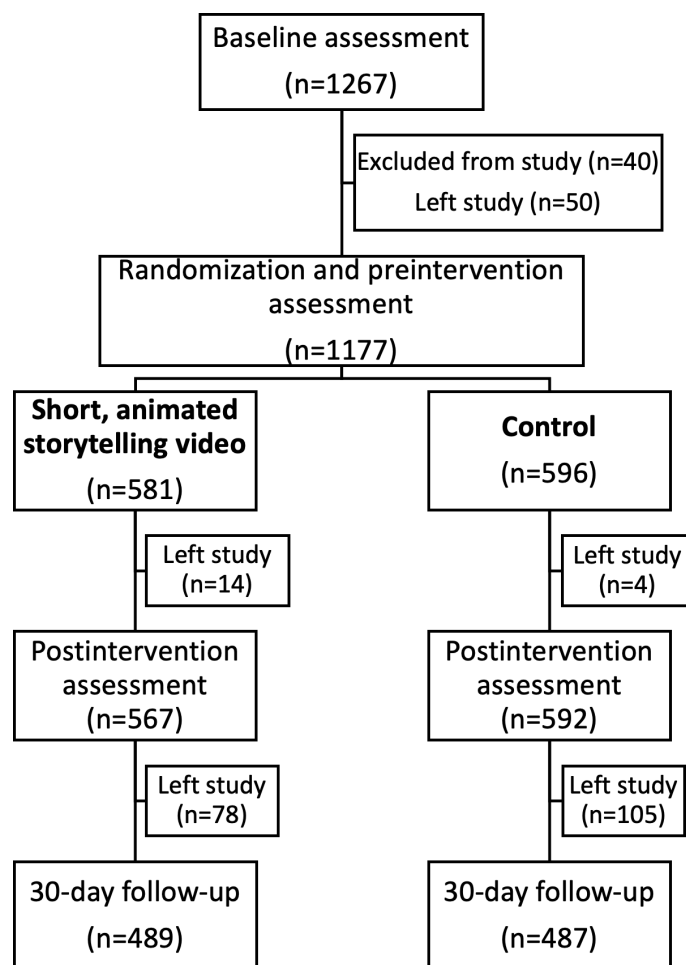 Baseline assessment
(n=1267)
Excluded from study (n=40)
Left study (n=50)
Randomization and preintervention
assessment
(n=1177)
Short, animated
storytelling video
(n=581)
Control
(n=596)
Left study
(n=14)
Left study
(n=4)
Postintervention
assessment
(n=567)
Postintervention
assessment
(n=592)
Left study
(n=78)
Left study
(n=105)
30-day follow-up
(n=489)
30-day follow-up
(n=487)